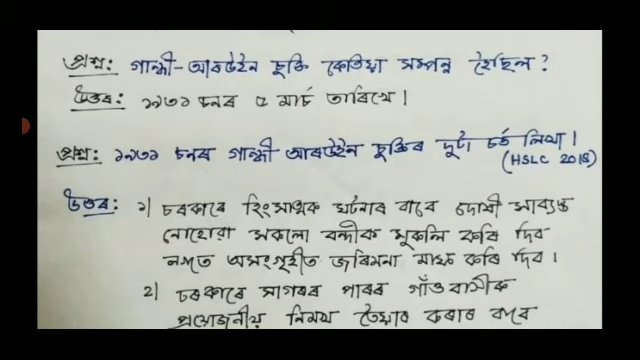 প্ৰশ্ন: গান্ধী-আৰউইন চুক্তি কেতিয়া সম্পন্ন হৈছিল?
উত্তৰ: ১৯৩১ চনৰ ৫ মাৰ্চ তাৰিখে।
প্ৰশ্ন: ১৯৩১ চনৰ গান্ধী আৰউইন চুক্তিৰ দুটা চৰ্ত লিখা।
(HSLC 2018)
উত্তৰ: ১) চৰকাৰে হিংসাত্মক ঘটনাৰ বাবে দোষী সাব্যস্ত
নোহোৱা সকলো বন্দীক মুকলি কৰি দিব
লগতে অসংগৃহীত জৰিমনা মাফ কৰি দিব।
২) চৰকাৰে সাগৰৰ পাৰৰ গাঁও বাসীক
প্ৰয়োজনীয় নিমখ তৈয়াৰ কৰাৰ বাবে